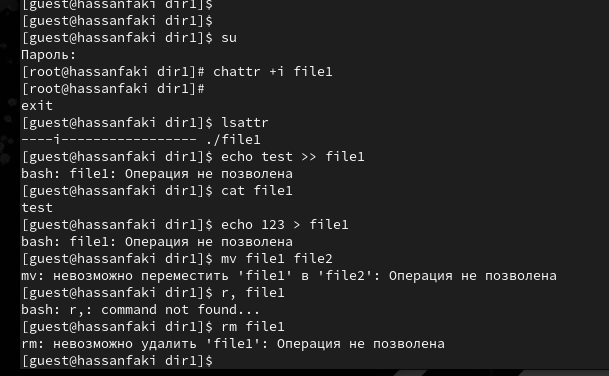 [guest@hassanfaki dir1]$
[guest@hassanfaki dir1]$
[guest@hassanfaki dir1]$ su
Пароль:
[root@hassanfaki dir1]# chattr +i file1
[root@hassanfaki dir1]#
exit
[guest@hassanfaki dir1]$ lsattr
----i----------------- ./file1
[guest@hassanfaki dir1]$ echo test >> file1
bash: file1: Операция не позволена
[guest@hassanfaki dir1]$ cat file1
test
[guest@hassanfaki dir1]$ echo 123 > file1
bash: file1: Операция не позволена
[guest@hassanfaki dir1]$ mv file1 file2
mv: невозможно переместить 'file1' в 'file2': Операция не позволена
[guest@hassanfaki dir1]$ r, file1
bash: r,: command not found...
[guest@hassanfaki dir1]$ rm file1
rm: невозможно удалить 'file1': Операция не позволена
[guest@hassanfaki dir1]$